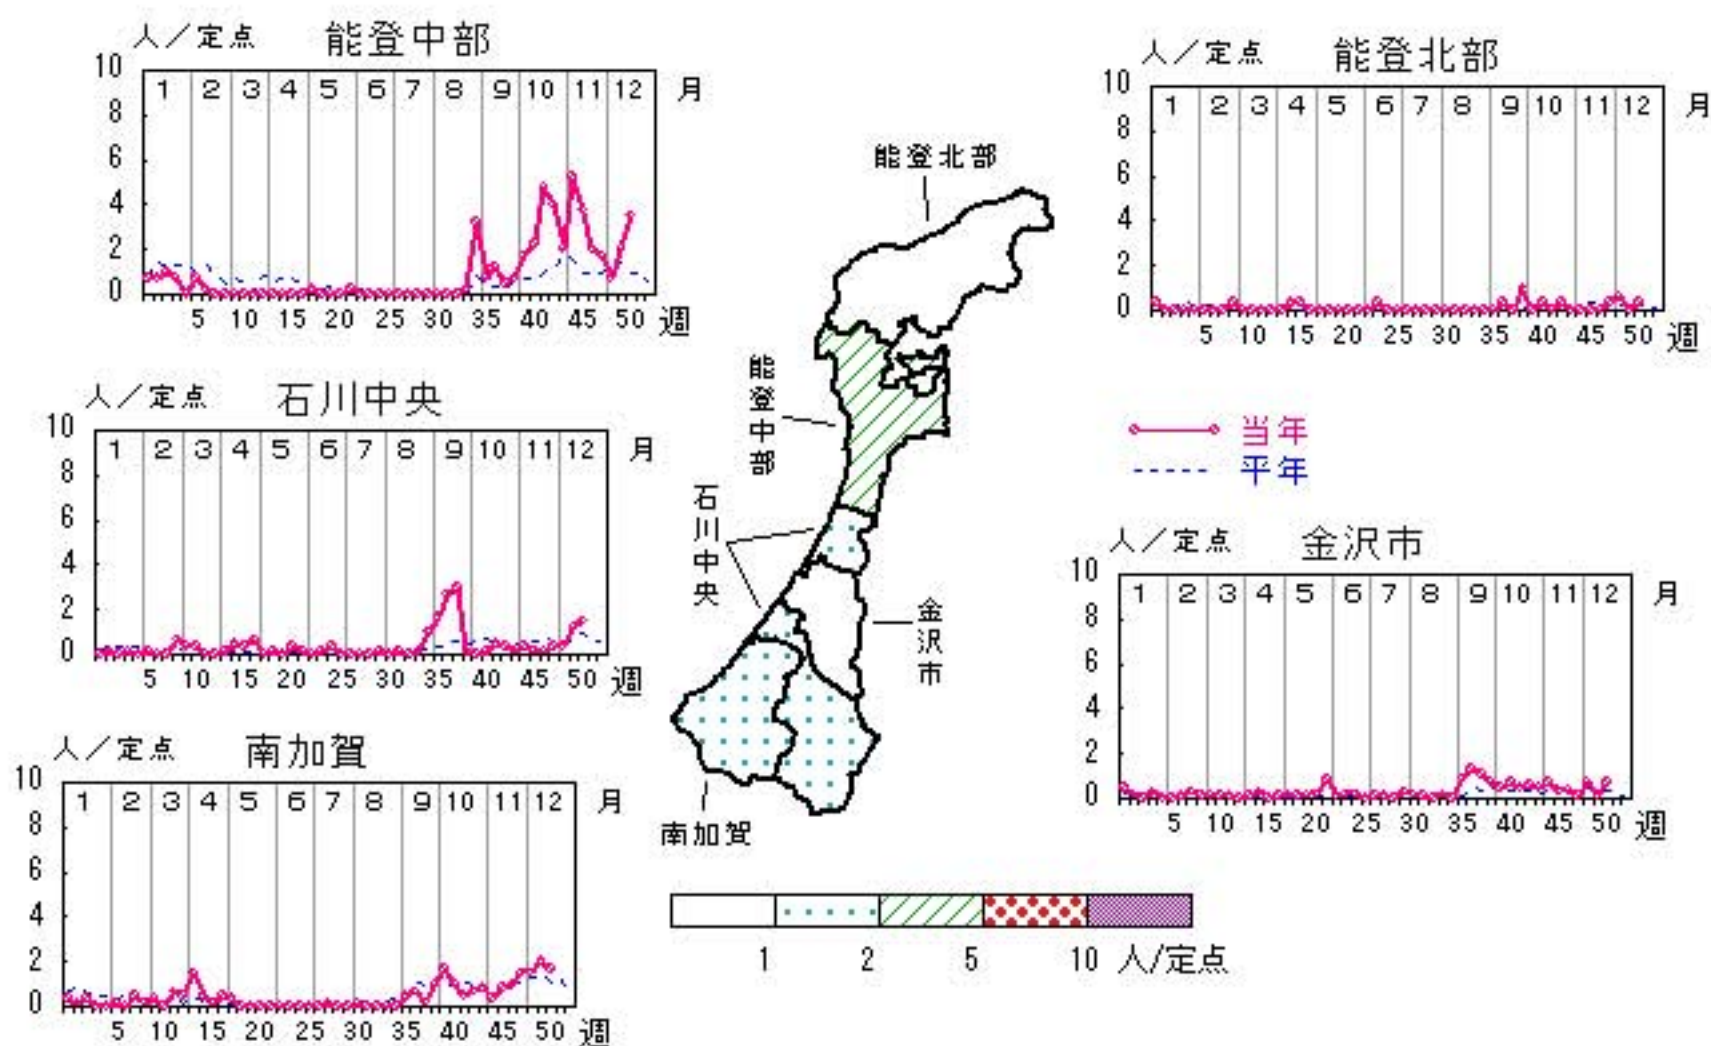 人／定点 能登中部
10 8 6 4 2 0
1 2 3 4 5 6 7 8 9 10 11 12 月
5 10 15 20 25 30 35 40 45 50 週
人／定点 能登北部
10 8 6 4 2 0
1 2 3 4 5 6 7 8 9 10 11 12 月
5 10 15 20 25 30 35 40 45 50 週
能登北部
能登中部
石川中央
金沢市
南加賀
人／定点 石川中央
10 8 6 4 2 0
1 2 3 4 5 6 7 8 9 10 11 12 月
5 10 15 20 25 30 35 40 45 50 週
当年
平年
人／定点 金沢市
10 8 6 4 2 0
1 2 3 4 5 6 7 8 9 10 11 12 月
5 10 15 20 25 30 35 40 45 50 週
人／定点 南加賀
10 8 6 4 2 0
1 2 3 4 5 6 7 8 9 10 11 12 月
5 10 15 20 25 30 35 40 45 50 週
1 2 5 10 人/定点